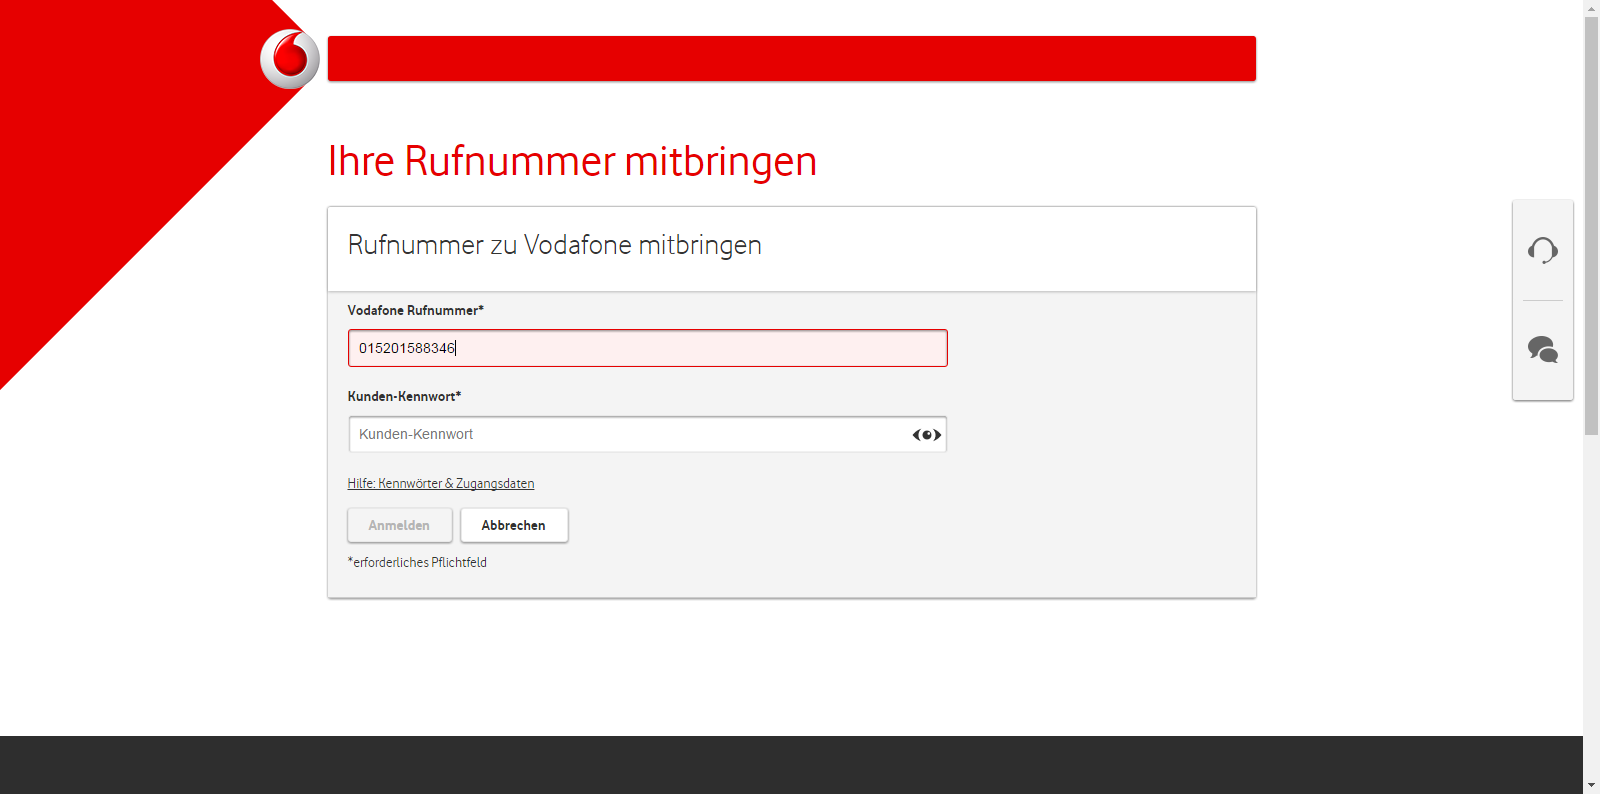 Ihre Rufnummer mitbringen
Rufnummer zu Vodafone mitbringen
Vodafone Rufnummer*
015201588346
Kunden-Kennwort*
Kunden-Kennwort
Hilfe: Kennwörter & Zugangsdaten
Anmelden Abbrechen
*erforderliches Pflichtfeld